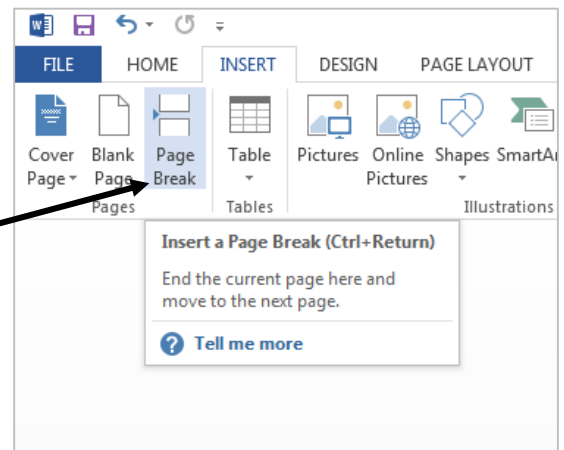 FILE HOME INSERT DESIGN PAGE LAYOUT
Cover Blank Page Table Pictures Online Shapes SmartAr
Page Page Break Pictures
Pages Tables Illustrations
Insert a Page Break (Ctrl+Return)
End the current page here and
move to the next page.
? Tell me more